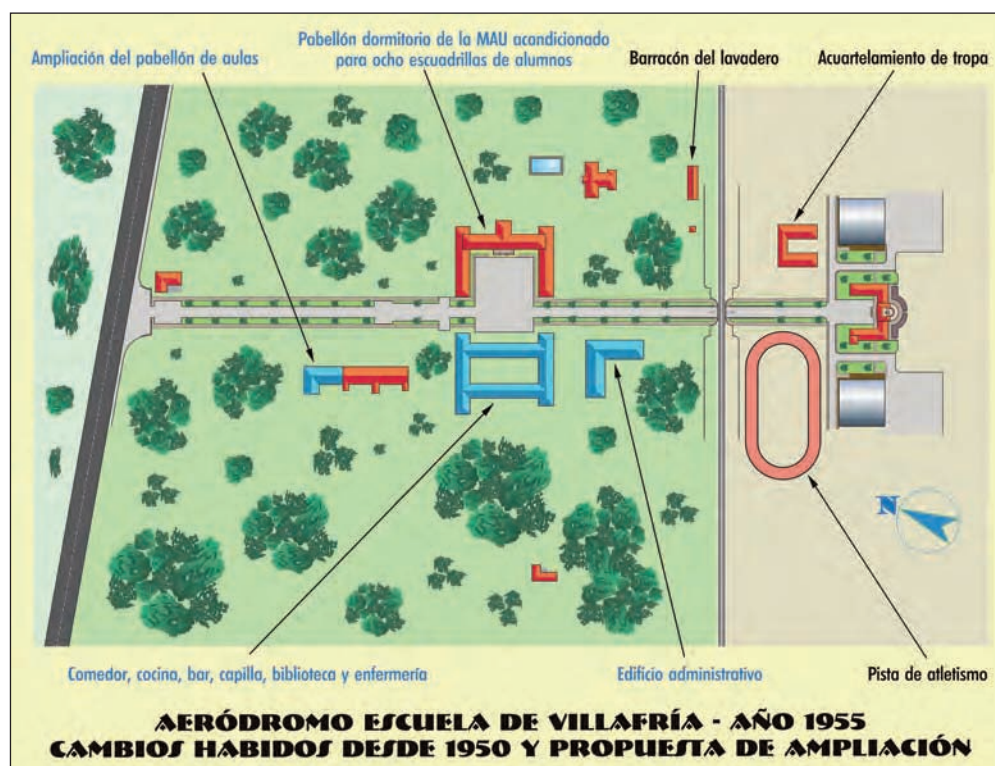 Ampliación del pabellón de aulas
Pabellón dormitorio de la MAU acondicionado
para ocho escuadrillas de alumnos
Barracón del lavadero
Acuartelamiento de tropa
N
Comedor, cocina, bar, capilla, biblioteca y enfermería
Edificio administrativo
Pista de atletismo
AERÓDROMO ESCUELA DE VILLAFRÍA - AÑO 1955
CAMBIOS HABIDOS DESDE 1950 Y PROPUESTA DE AMPLIACIÓN